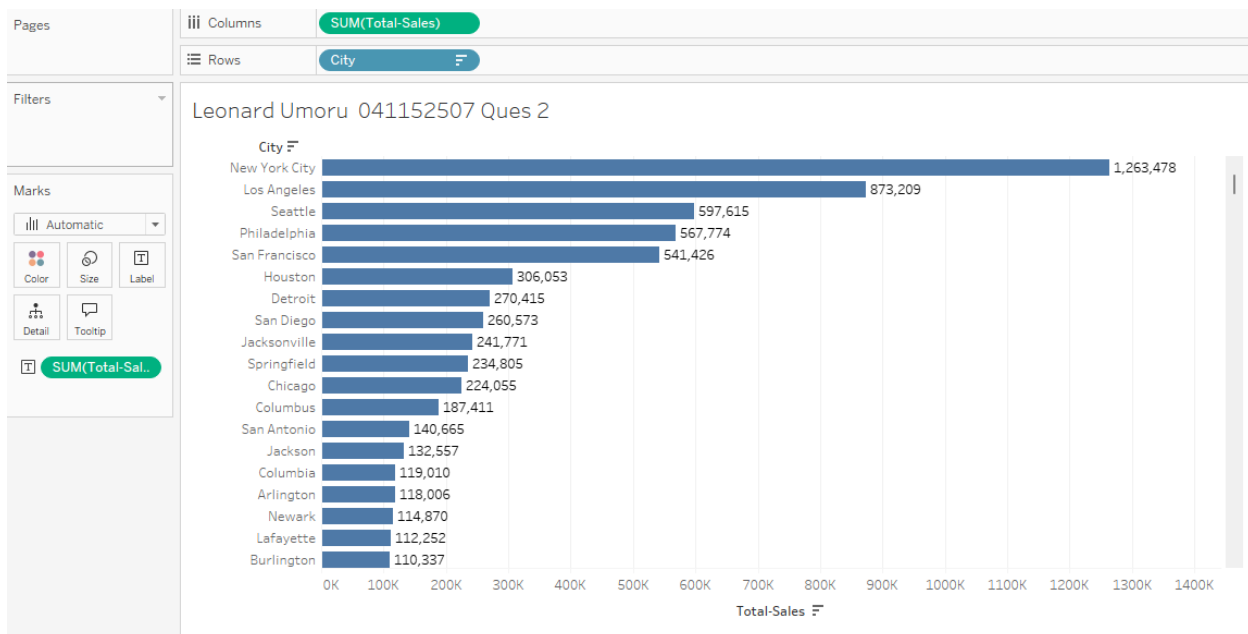 Pages
Columns
SUM(Total-Sales)
Rows
City
Filters
Leonard Umoru 041152507 Ques 2
City
New York City 1,263,478
Los Angeles 873,209
Seattle 597,615
Philadelphia 567,774
San Francisco 541,426
Houston 306,053
Detroit 270,415
San Diego 260,573
Jacksonville 241,771
Springfield 234,805
Chicago 224,055
Columbus 187,411
San Antonio 140,665
Jackson 132,557
Columbia 119,010
Arlington 118,006
Newark 114,870
Lafayette 112,252
Burlington 110,337
0K 100K 200K 300K 400K 500K 600K 700K 800K 900K 1000K 1100K 1200K 1300K 1400K
Total-Sales
Marks
Automatic
Color Size Label
Detail Tooltip
SUM(Total-Sal..